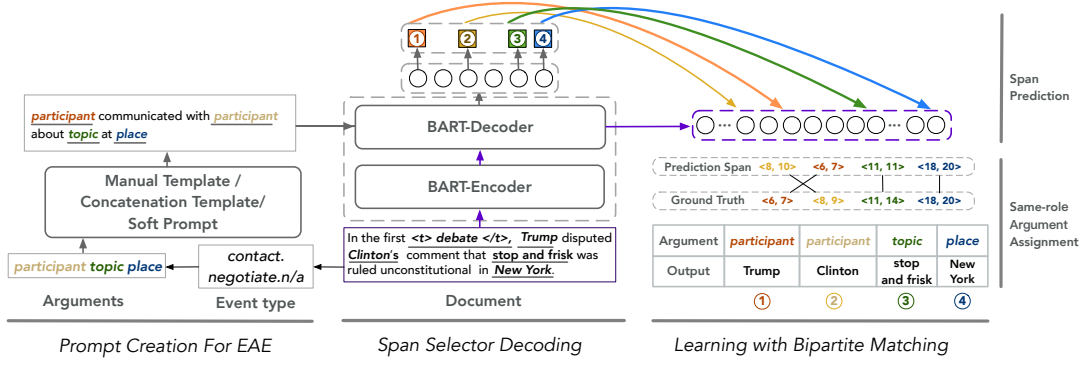 1 2 3 4
Span
Prediction
participant communicated with participant
about topic at place
BART-Decoder
BART-Encoder
Manual Template /
Concatenation Template/
Soft Prompt
participant topic place
contact.
negotiate.n/a
Arguments
Event type
In the first <t> debate </t>, Trump disputed
Clinton's comment that stop and frisk was
ruled unconstitutional in New York.
Document
... ...
Prediction Span <8, 10> <6, 7> <11, 11> <18, 20>
Ground Truth <6, 7> <8, 9> <11, 14> <18, 20>
Same-role
Argument
Assignment
Argument participant participant topic place
Output Trump Clinton stop and frisk New York
1 2 3 4
Prompt Creation For EAE
Span Selector Decoding
Learning with Bipartite Matching